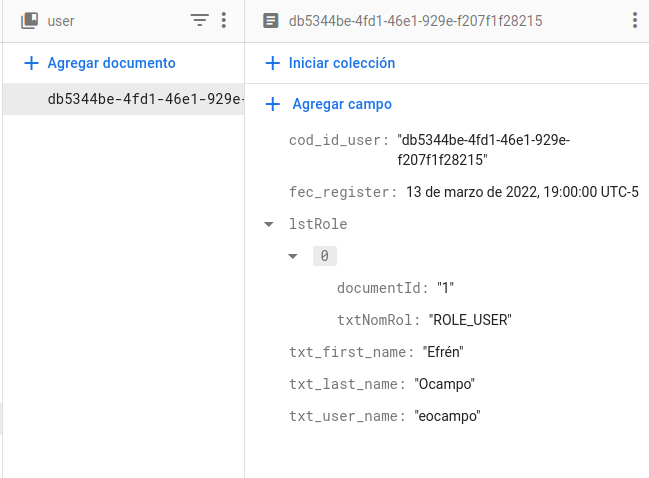 user
db5344be-4fd1-46e1-929e-f207f1f28215
Agregar documento
Iniciar colección
db5344be-4fd1-46e1-929e-
Agregar campo
cod_id_user: "db5344be-4fd1-46e1-929e-
f207f1f28215"
fec_register: 13 de marzo de 2022, 19:00:00 UTC-5
lstRole
0
documentId: "1"
txtNomRol: "ROLE_USER"
txt_first_name: "Efrén"
txt_last_name: "Ocampo"
txt_user_name: "eocampo"